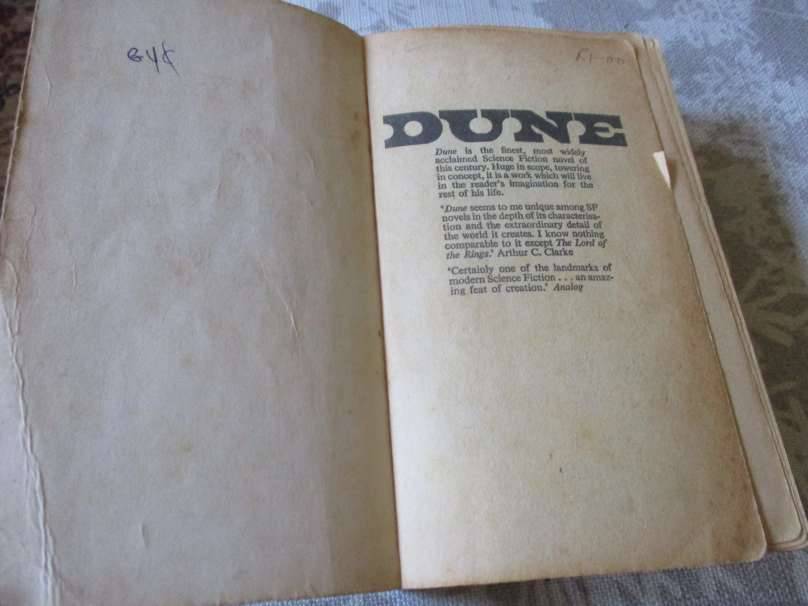 DUNE
Dune is the finest, most widely
acclaimed Science Fiction novel of
this century. Huge in scope, towering
in concept, it is a work which will live
in the reader's imagination for the
rest of his life.
'Dune seems to me unique among SF
novels in the depth of its characterisa-
tion and the extraordinary detail of
the world it creates. I know nothing
comparable to it except The Lord of
the Rings.' Arthur C. Clarke
'Certainly one of the landmarks of
modern Science Fiction . . . an amaz-
ing feat of creation.' Analog